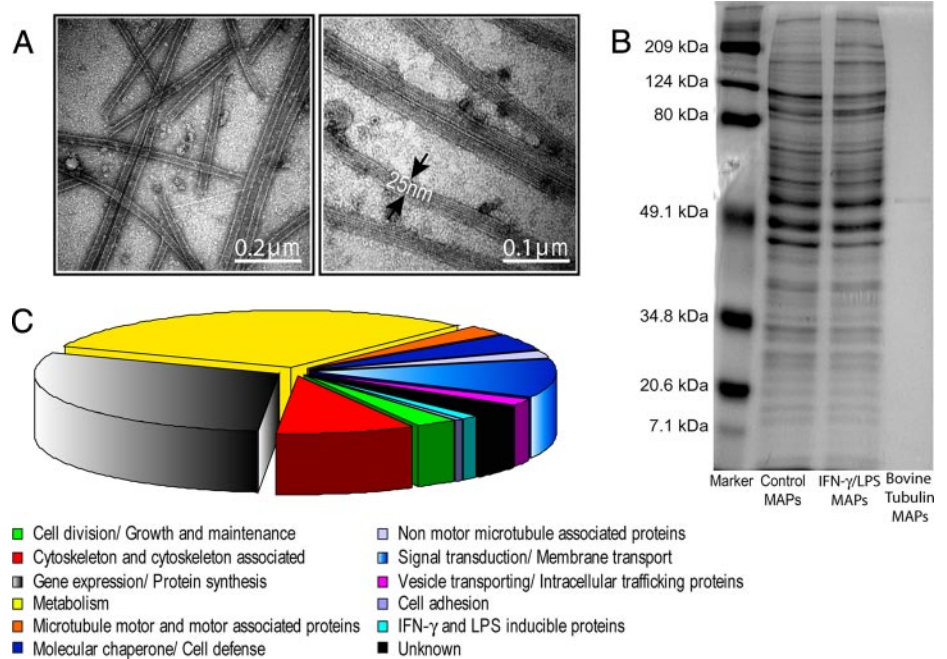 A
0.2μm
25nm
0.1μm
B
209 kDa
124 kDa
80 kDa
49.1 kDa
34.8 kDa
20.6 kDa
7.1 kDa
Marker Control IFN-γ/LPS Bovine
MAPs MAPs Tubulin
MAPs
C
Cell division/ Growth and maintenance
Cytoskeleton and cytoskeleton associated
Gene expression/ Protein synthesis
Metabolism
Microtubule motor and motor associated proteins
Molecular chaperone/ Cell defense
Non motor microtubule associated proteins
Signal transduction/ Membrane transport
Vesicle transporting/ Intracellular trafficking proteins
Cell adhesion
IFN-γ and LPS inducible proteins
Unknown